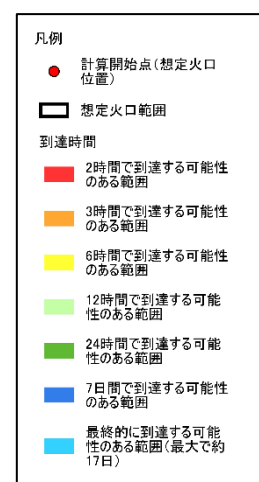 凡例
計算開始点(想定火口
位置)
想定火口範囲
到達時間
2時間で到達する可能性
のある範囲
3時間で到達する可能性
のある範囲
6時間で到達する可能性
のある範囲
12時間で到達する可能
性のある範囲
24時間で到達する可能
性のある範囲
7日間で到達する可能性
のある範囲
最終的に到達する可能
性のある範囲(最大で約
17日)